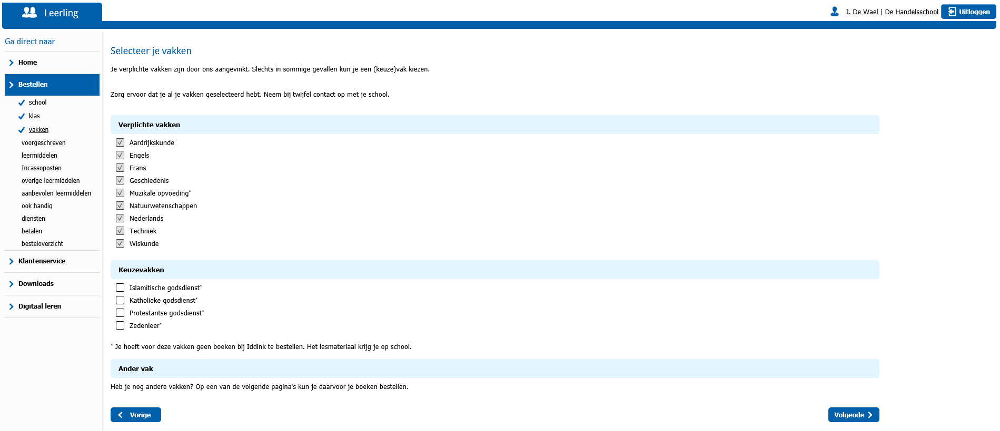 Leerling
J. De Wael | De Handelsschool
Uitloggen
Ga direct naar
Home
Bestellen
school
klas
vakken
voorgeschreven
leermiddelen
Incassoposten
overige leermiddelen
aanbevolen leermiddelen
ook handig
diensten
betalen
besteloverzicht
Klantenservice
Downloads
Digitaal leren
Selecteer je vakken
Je verplichte vakken zijn door ons aangevinkt. Slechts in sommige gevallen kun je een (keuze)vak kiezen.
Zorg ervoor dat je al je vakken geselecteerd hebt. Neem bij twijfel contact op met je school.
Verplichte vakken
Aardrijkskunde
Engels
Frans
Geschiedenis
Muzikale opvoeding*
Natuurwetenschappen
Nederlands
Techniek
Wiskunde
Keuzevakken
Islamitische godsdienst*
Katholieke godsdienst*
Protestantse godsdienst*
Zedenleer*
* Je hoeft voor deze vakken geen boeken bij Iddink te bestellen. Het lesmateriaal krijg je op school.
Ander vak
Heb je nog andere vakken? Op een van de volgende pagina's kun je daarvoor je boeken bestellen.
Vorige
Volgende